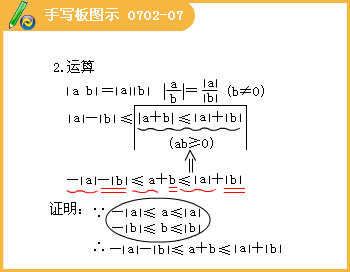 手写板图示 0702-07
2.运算
|a b|=|a||b| |a/b|=|a|/|b| (b≠0)
|a|-|b| ≤ |a+b| ≤ |a|+|b|
(ab≥0)
-|a|-|b| ≤ a+b ≤ |a|+|b|
证明: ∵ -|a| ≤ a ≤ |a|
-|b| ≤ b ≤ |b|
∴ -|a|-|b| ≤ a+b ≤ |a|+|b|